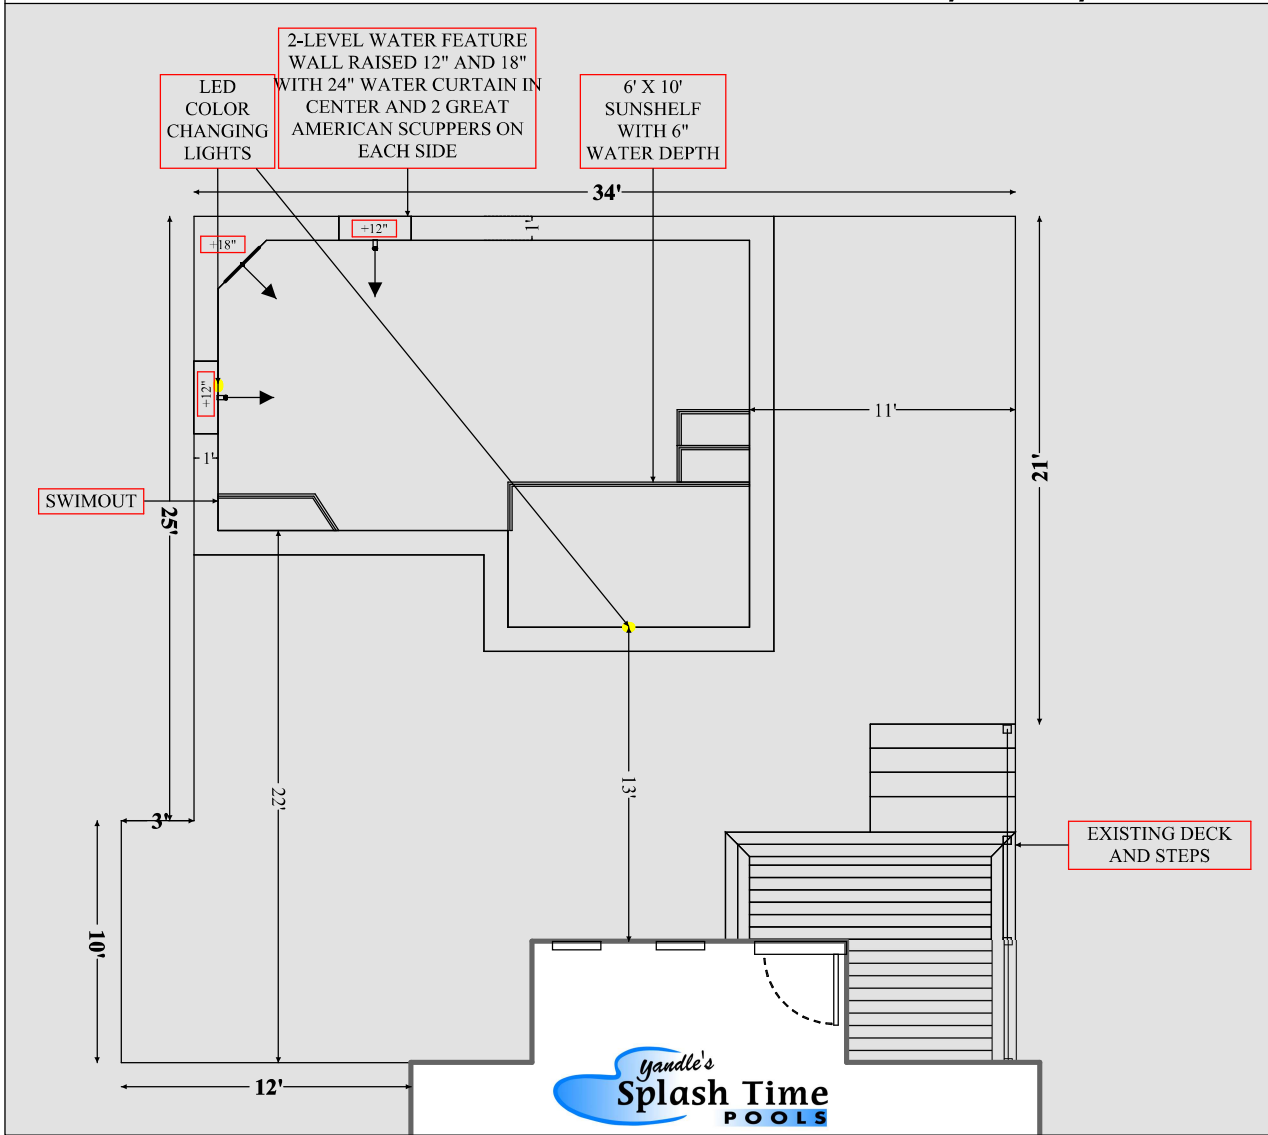 2-LEVEL WATER FEATURE
WALL RAISED 12" AND 18"
WITH 24" WATER CURTAIN IN
CENTER AND 2 GREAT
AMERICAN SCUPPERS ON
EACH SIDE
LED
COLOR
CHANGING
LIGHTS
6' X 10'
SUNSHELF
WITH 6"
WATER DEPTH
34'
+18"
+12"
1'
+12"
11'
1'
21'
SWIMOUT
25'
22'
13'
3'
EXISTING DECK
AND STEPS
10'
12'
Yandle's
Splash Time
POOLS